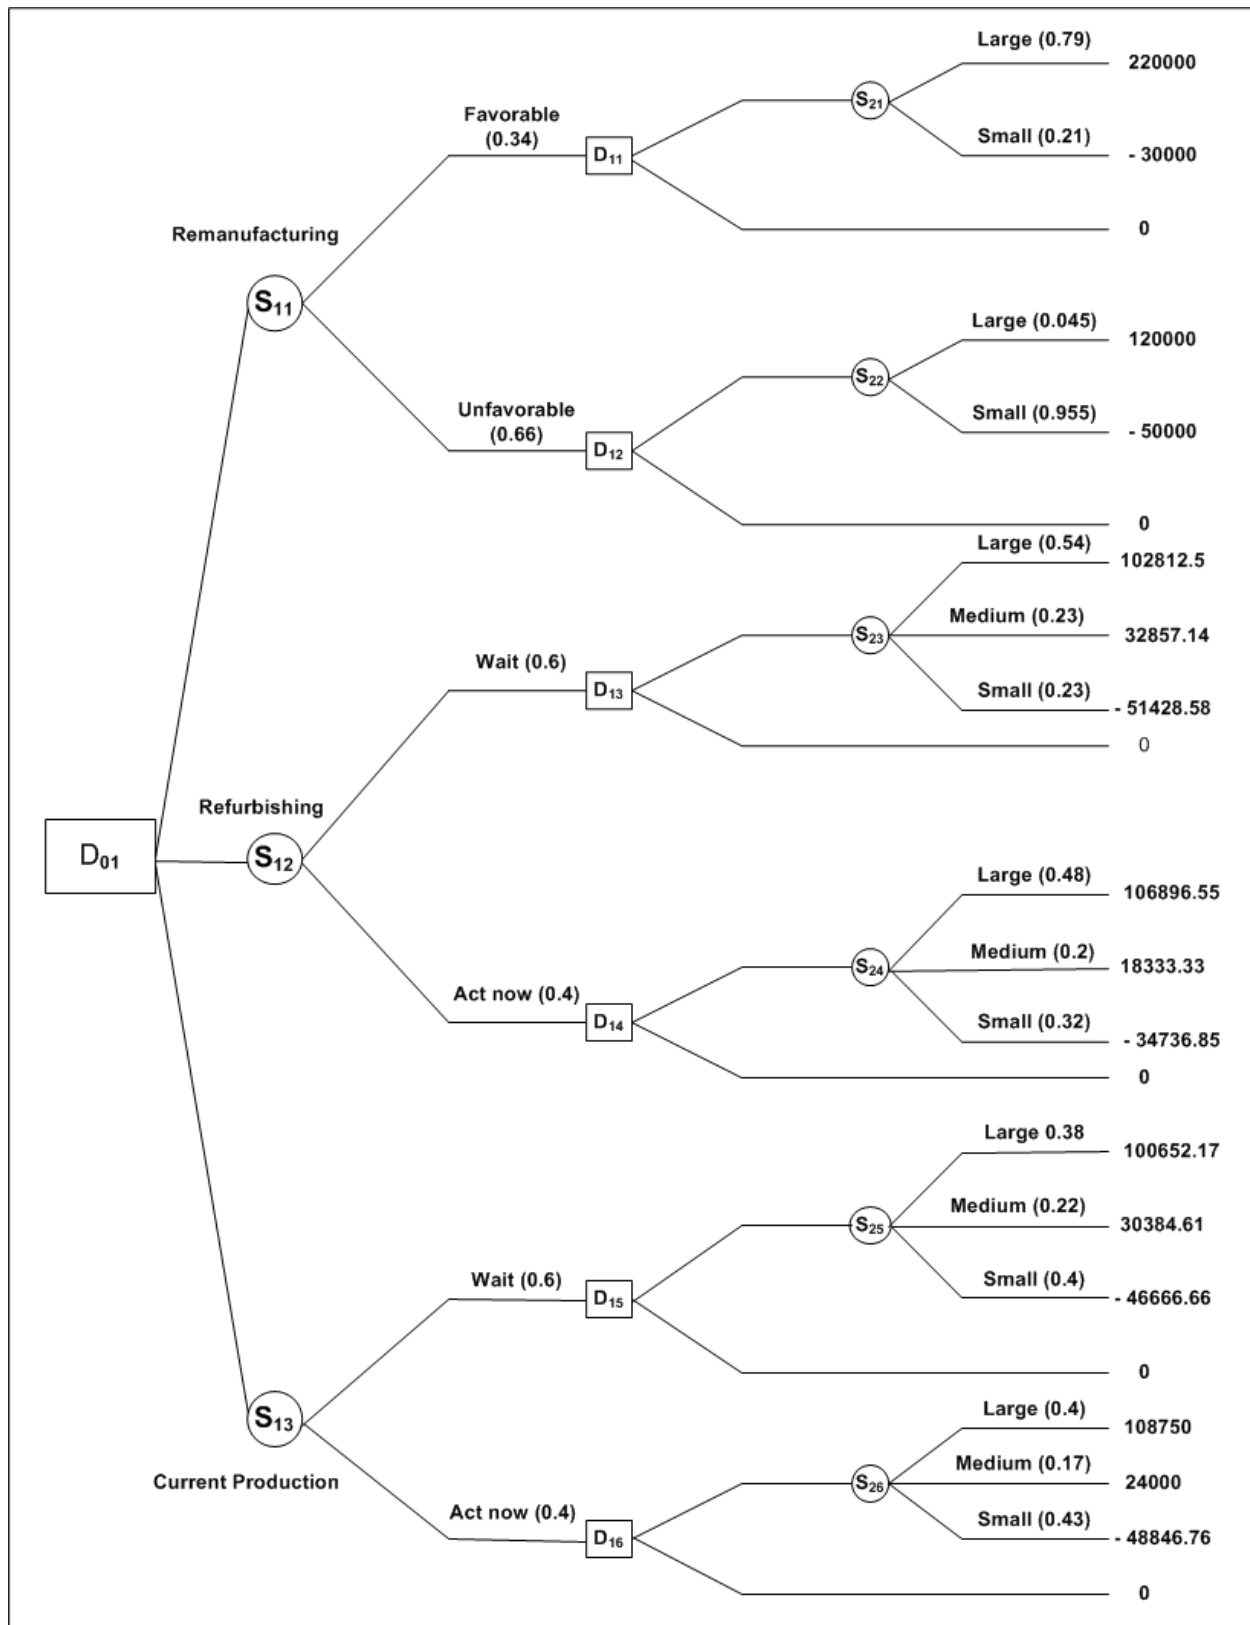 Large (0.79)
220000
S21
Favorable
(0.34)
D11
Small (0.21)
- 30000
0
Remanufacturing
S11
Large (0.045)
120000
S22
Unfavorable
(0.66)
D12
Small (0.955)
- 50000
0
Large (0.54)
102812.5
Medium (0.23)
32857.14
S23
Wait (0.6)
D13
Small (0.23)
- 51428.58
0
Refurbishing
D01
S12
Large (0.48)
106896.55
Medium (0.2)
18333.33
S24
Act now (0.4)
D14
Small (0.32)
- 34736.85
0
Large 0.38
100652.17
Medium (0.22)
30384.61
S25
Wait (0.6)
D15
Small (0.4)
- 46666.66
0
S13
Current Production
Large (0.4)
108750
Medium (0.17)
24000
S26
Act now (0.4)
D16
Small (0.43)
- 48846.76
0